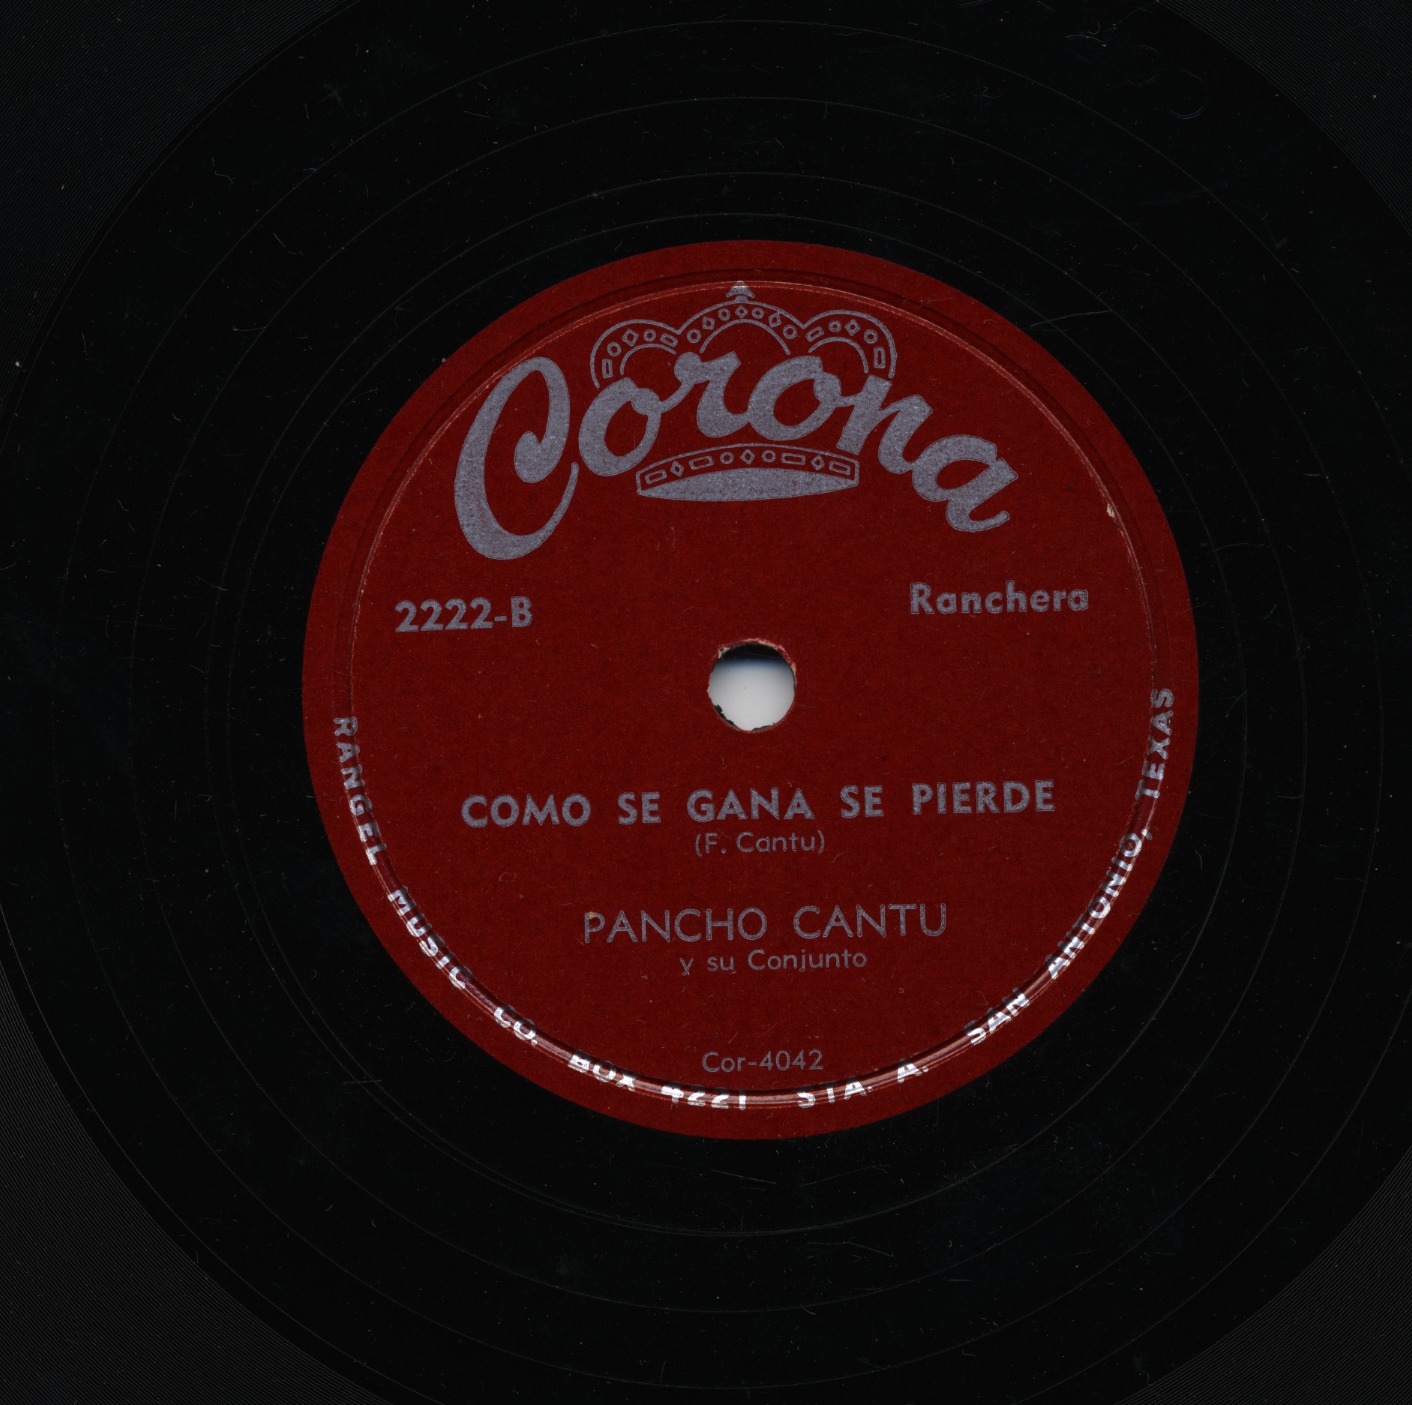 Corona
2222-B
Ranchera
COMO SE GANA SE PIERDE
(F. Cantu)
PANCHO CANTU
y su Conjunto
Cor-4042
RANGEL MUSIC CO. BOX 4221 STA. A. SAN ANTONIO, TEXAS